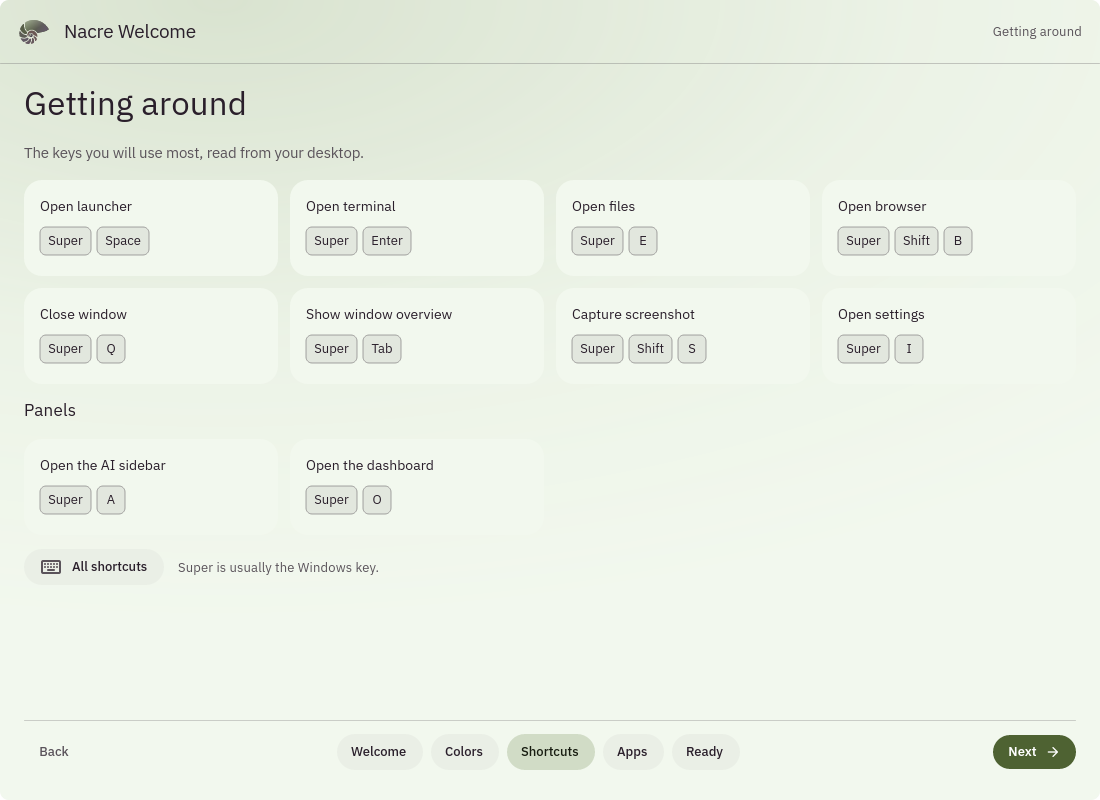 Nacre Welcome
Getting around
Getting around
The keys you will use most, read from your desktop.
Open launcher
Super Space
Open terminal
Super Enter
Open files
Super E
Open browser
Super Shift B
Close window
Super Q
Show window overview
Super Tab
Capture screenshot
Super Shift S
Open settings
Super I
Panels
Open the AI sidebar
Super A
Open the dashboard
Super O
All shortcuts
Super is usually the Windows key.
Back
Welcome
Colors
Shortcuts
Apps
Ready
Next